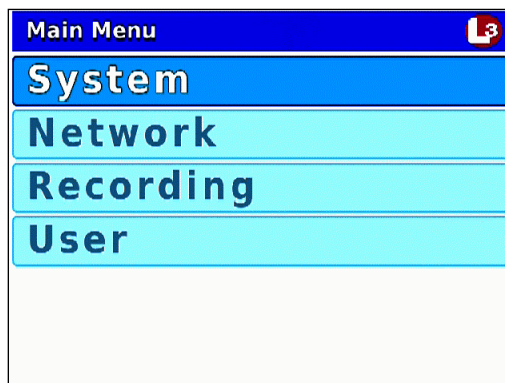 Main Menu
L3
System
Network
Recording
User